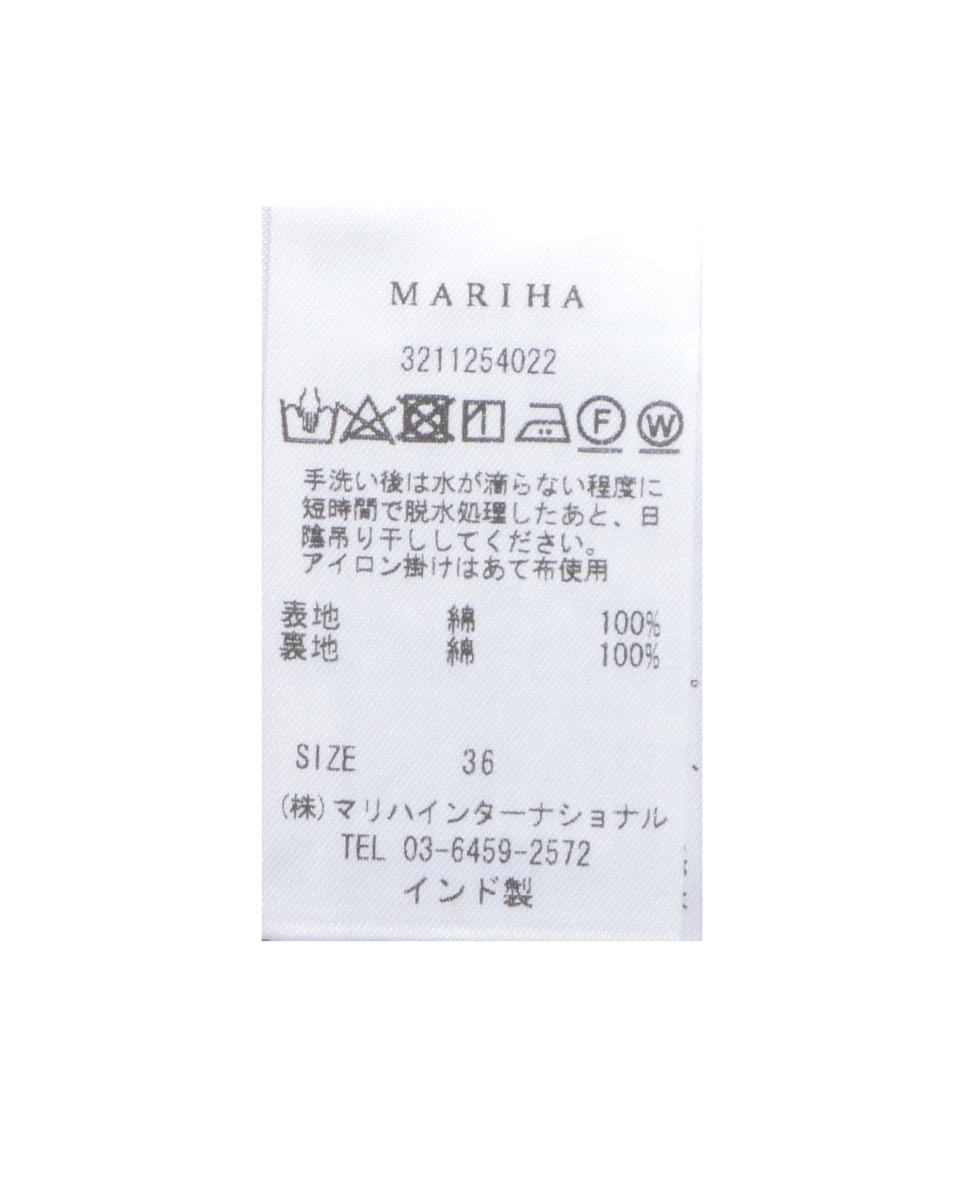 MARIHA
3211254022
F W
手洗い後は水が滴らない程度に
短時間で脱水処理したあと、日
陰吊り干ししてください。
アイロン掛けはあて布使用
表地 綿 100%
裏地 綿 100%
SIZE 36
(株)マリハインターナショナル
TEL 03-6459-2572
インド製